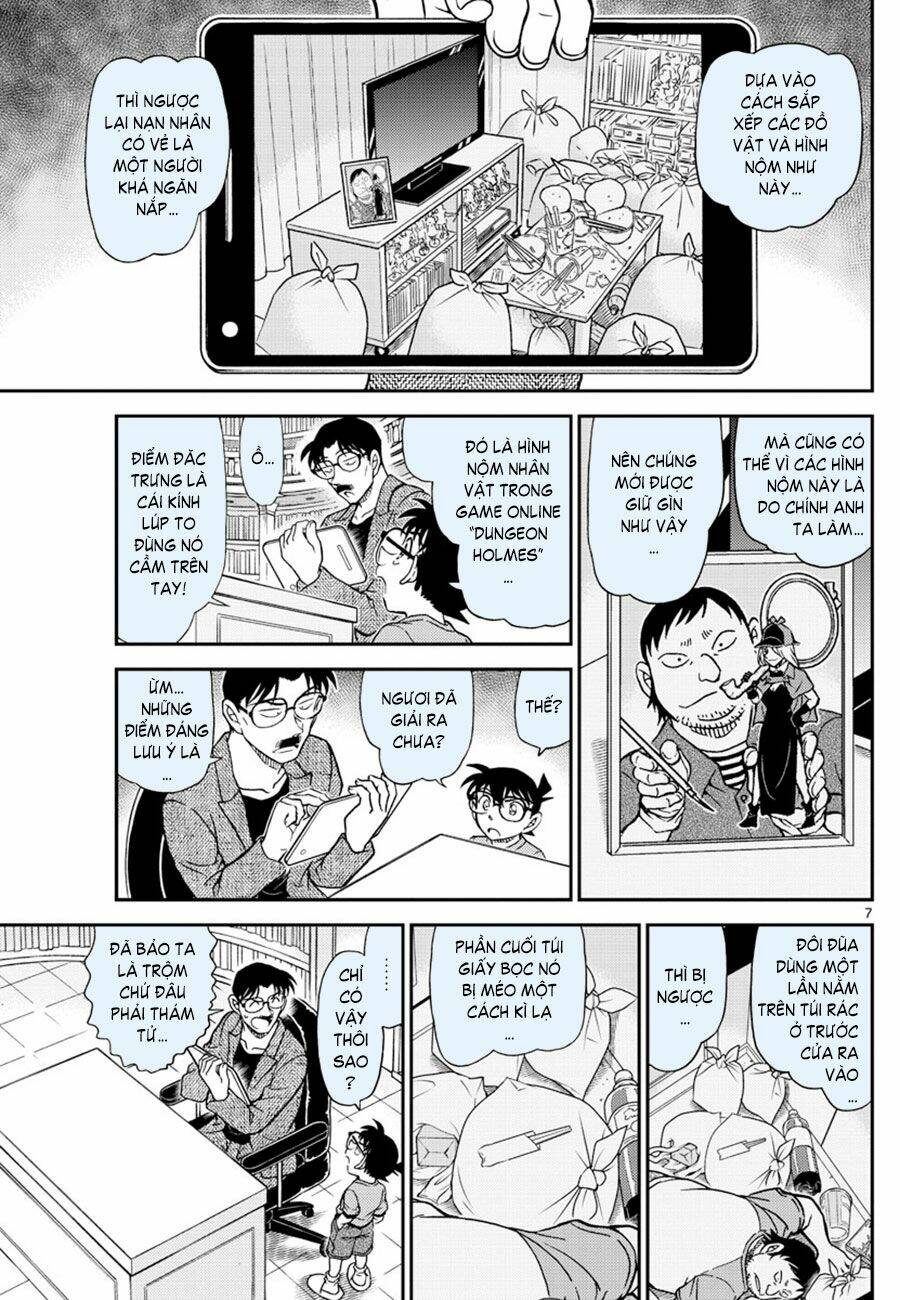 DỰA VÀO
CÁCH SẮP
XẾP CÁC ĐỒ
VẬT VÀ HÌNH
NỘM NHƯ
NÀY...
THÌ NGƯỢC
LẠI NẠN NHÂN
CÓ VẺ LÀ
MỘT NGƯỜI
KHÁ NGĂN
NẮP...
MÀ CŨNG CÓ
THỂ VÌ CÁC HÌNH
NỘM NÀY LÀ
DO CHÍNH ANH
TA LÀM...
NÊN CHÚNG
MỚI ĐƯỢC
GIỮ GÌN
NHƯ VẬY
...
ĐÓ LÀ HÌNH
NỘM NHÂN
VẬT TRONG
GAME ONLINE
“DUNGEON
HOLMES”
...
Ồ...
ĐIỂM ĐẶC
TRƯNG LÀ
CÁI KÍNH
LÚP TO
ĐÙNG NÓ
CẦM TRÊN
TAY!
THẾ?
NGƯƠI ĐÃ
GIẢI RA
CHƯA?
ỪM...
NHỮNG
ĐIỂM ĐÁNG
LƯU Ý LÀ
...
7
ĐÔI ĐŨA
DÙNG MỘT
LẦN NẰM
TRÊN TÚI RÁC
Ở TRƯỚC
CỬA RA
VÀO
...
THÌ BỊ
NGƯỢC
...
PHẦN CUỐI TÚI
GIẤY BỌC NÓ
BỊ MÉO MỘT
CÁCH KÌ LẠ
...
......
CHỈ
CÓ
VẬY
THÔI
SAO?
ĐÃ BẢO TA
LÀ TRỘM
CHỨ ĐÂU
PHẢI THÁM
TỬ...